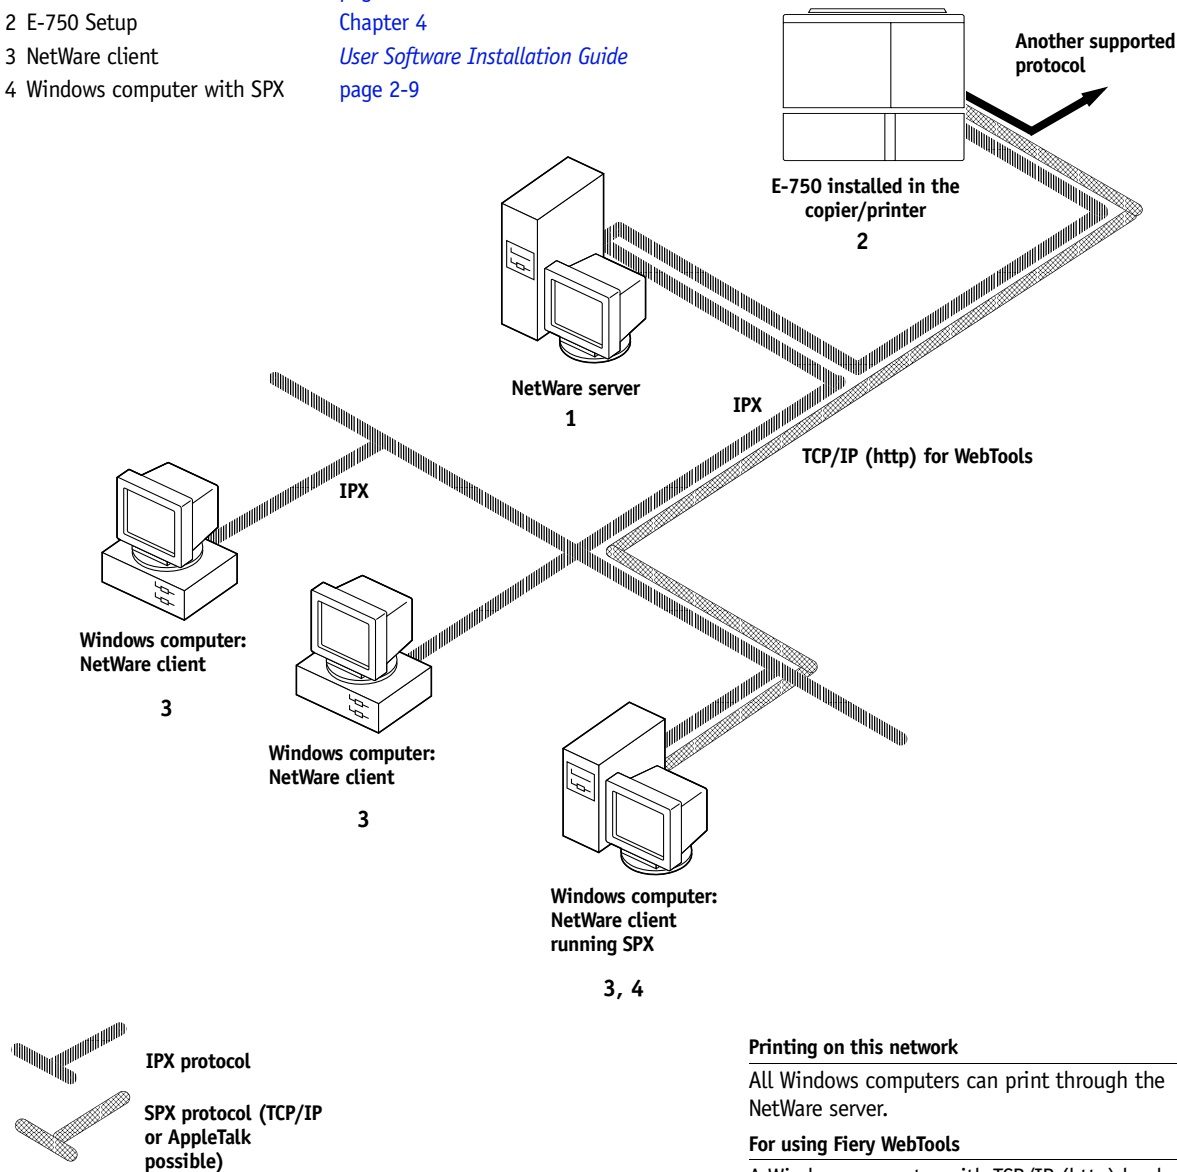 2 E-750 Setup Chapter 4
3 NetWare client User Software Installation Guide
4 Windows computer with SPX page 2-9
Another supported
protocol
E-750 installed in the
copier/printer
2
NetWare server
1
IPX
TCP/IP (http) for WebTools
IPX
Windows computer:
NetWare client
3
Windows computer:
NetWare client
3
Windows computer:
NetWare client
running SPX
3, 4
IPX protocol
SPX protocol (TCP/IP
or AppleTalk
possible)
Printing on this network
All Windows computers can print through the
NetWare server.
For using Fiery WebTools